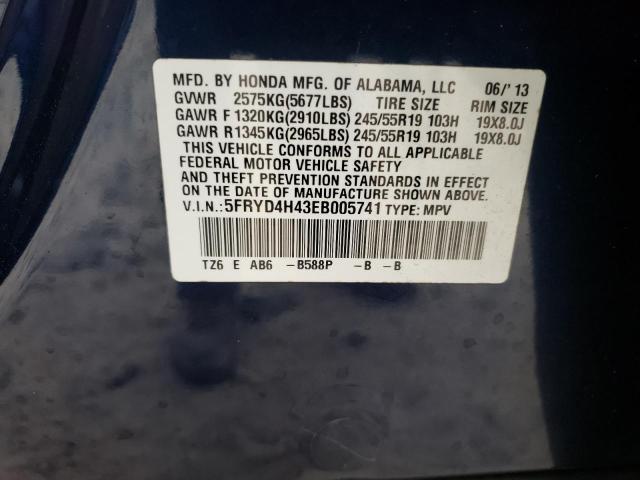 MFD. BY HONDA MFG. OF ALABAMA, LLC 06/'13
GVWR 2575KG(5677LBS) TIRE SIZE RIM SIZE
GAWR F 1320KG(2910LBS) 245/55R19 103H 19X8.0J
GAWR R1345KG(2965LBS) 245/55R19 103H 19X8.0J
THIS VEHICLE CONFORMS TO ALL APPLICABLE
FEDERAL MOTOR VEHICLE SAFETY
AND THEFT PREVENTION STANDARDS IN EFFECT
ON THE DATE OF MANUFACTURE SHOWN ABOVE.
V.I.N.: 5FRYD4H43EB005741 TYPE: MPV
TZ6 E AB6 -B588P -B -B